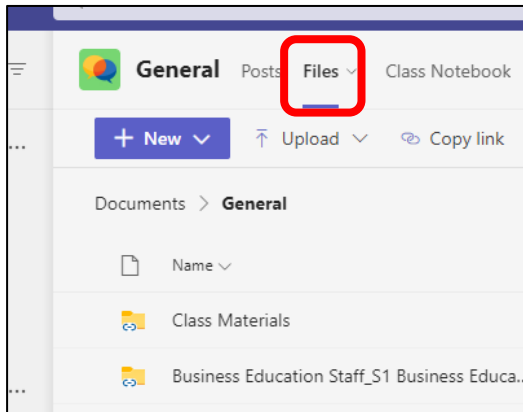 General Posts Files Class Notebook
+ New Upload Copy link
Documents > General
Name
Class Materials
Business Education Staff_S1 Business Educa...